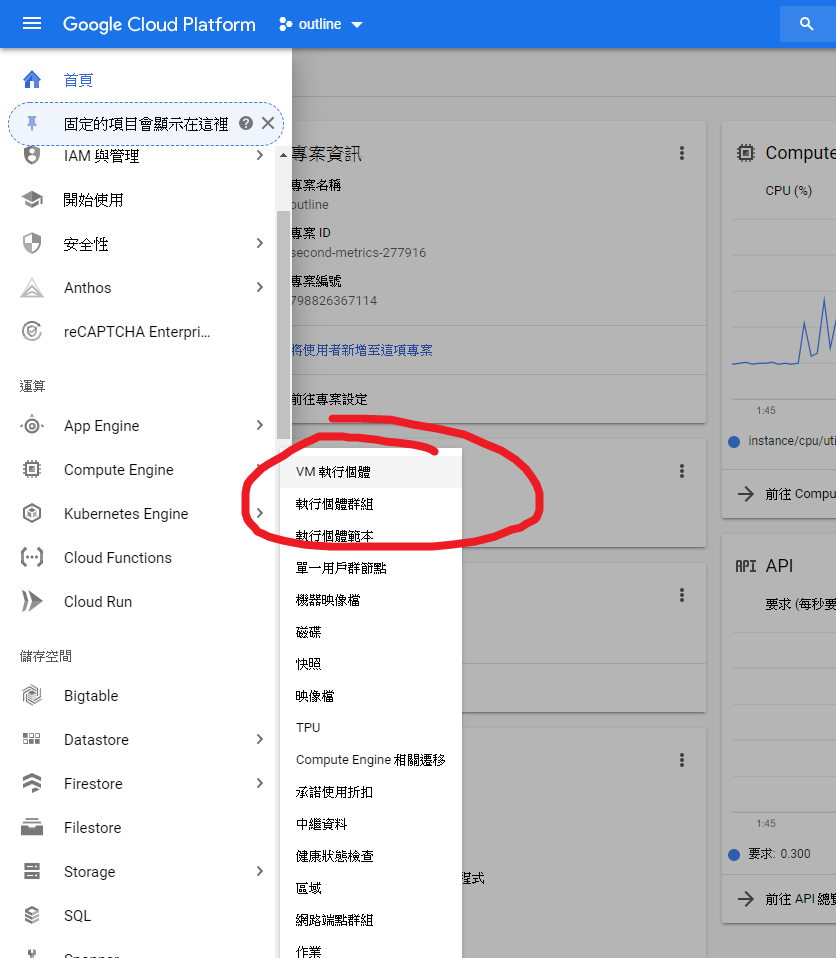 Google Cloud Platform
outline
首頁
固定的項目會顯示在這裡
IAM 與管理
開始使用
安全性
Anthos
reCAPTCHA Enterpri...
運算
App Engine
Compute Engine
Kubernetes Engine
Cloud Functions
Cloud Run
儲存空間
Bigtable
Datastore
Firestore
Filestore
Storage
SQL
VM 執行個體
執行個體群組
執行個體範本
單一用戶群節點
機器映像檔
磁碟
快照
映像檔
TPU
Compute Engine 相關遷移
承諾使用折扣
中繼資料
健康狀態檢查
區域
網路端點群組
作業
專案資訊
專案名稱
outline
專案 ID
second-metrics-277916
專案編號
798826367114
將使用者新增至這項專案
前往專案設定
程式
Compute
CPU (%)
1:45
instance/cpu/uti
前往 Compu
API
API
要求 (每秒要
1:45
要求: 0.300
前往 API 總覽